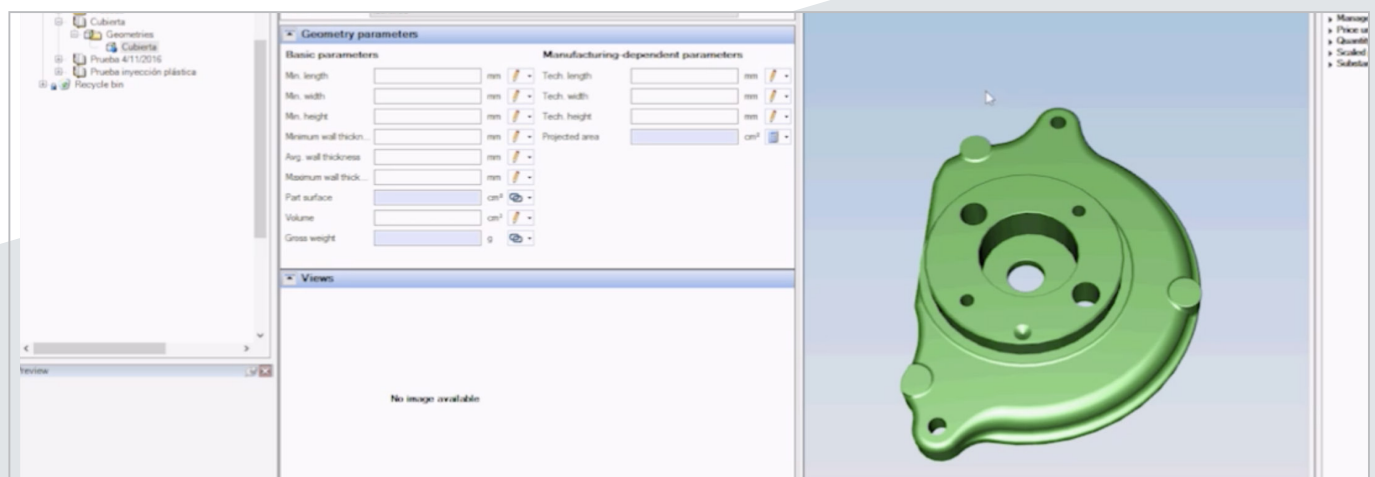 Cubierta
Geometries
Cubierta
Prueba 4/11/2016
Prueba inyección plástica
Recycle bin
Preview
Geometry parameters
Basic parameters
Min. length mm
Min. width mm
Min. height mm
Minimum wall thickn... mm
Avg. wall thickness mm
Maximum wall thick... mm
Part surface cm²
Volume cm³
Gross weight g
Manufacturing-dependent parameters
Tech. length mm
Tech. width mm
Tech. height mm
Projected area cm²
Views
No image available
Manag
Price u
Quantit
Scaled
Substa